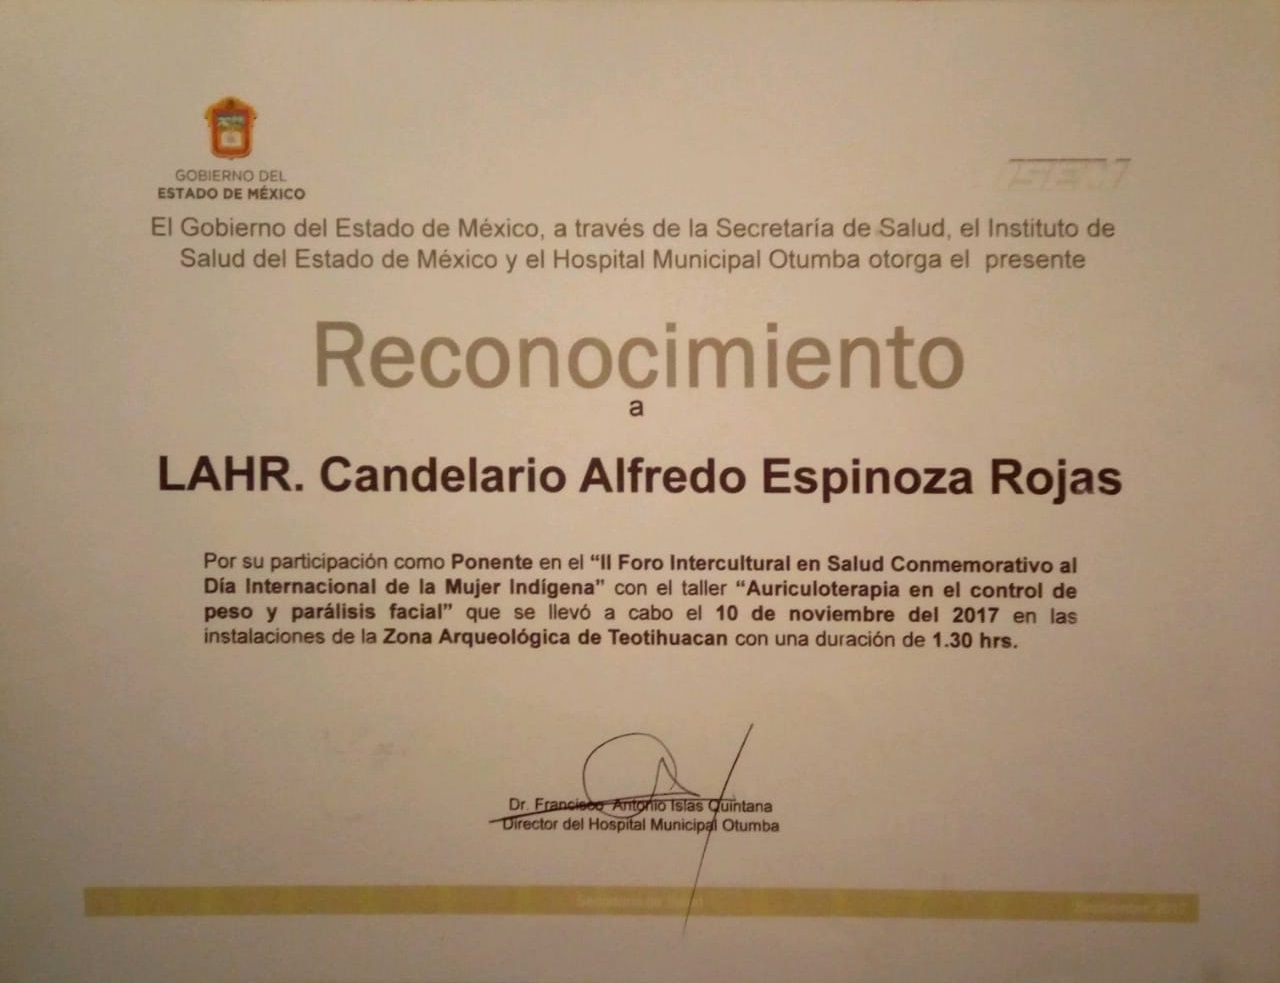 GOBIERNO DEL
ESTADO DE MÉXICO
ISEM
El Gobierno del Estado de México, a través de la Secretaría de Salud, el Instituto de
Salud del Estado de México y el Hospital Municipal Otumba otorga el presente
Reconocimiento
a
LAHR. Candelario Alfredo Espinoza Rojas
Por su participación como Ponente en el “II Foro Intercultural en Salud Conmemorativo al
Día Internacional de la Mujer Indígena” con el taller “Auriculoterapia en el control de
peso y parálisis facial” que se llevó a cabo el 10 de noviembre del 2017 en las
instalaciones de la Zona Arqueológica de Teotihuacan con una duración de 1.30 hrs.
Dr. Francisco Antonio Islas Quintana
Director del Hospital Municipal Otumba
Secretaría de Salud